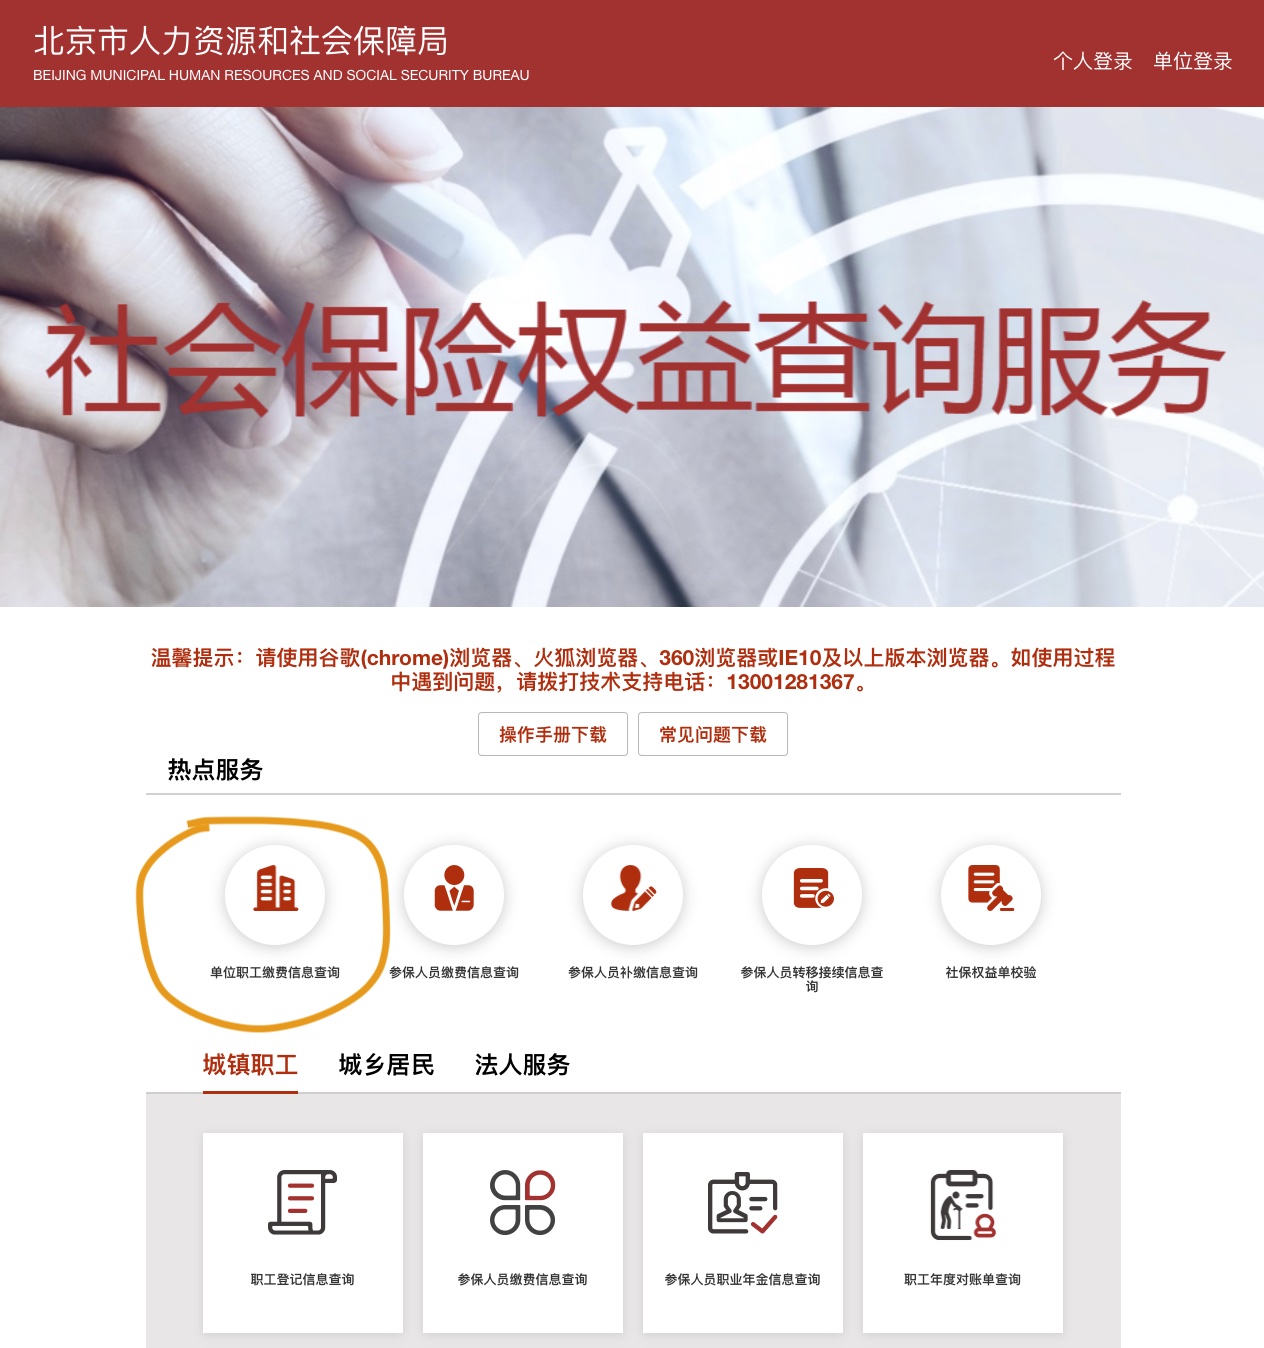 北京市人力资源和社会保障局
BEIJING MUNICIPAL HUMAN RESOURCES AND SOCIAL SECURITY BUREAU
个人登录 单位登录
社会保险权益查询服务
温馨提示：请使用谷歌(chrome)浏览器、火狐浏览器、360浏览器或IE10及以上版本浏览器。如使用过程
中遇到问题，请拨打技术支持电话：13001281367。
操作手册下载 常见问题下载
热点服务
单位职工缴费信息查询
参保人员缴费信息查询
参保人员补缴信息查询
参保人员转移接续信息查
询
社保权益单校验
城镇职工 城乡居民 法人服务
职工登记信息查询
参保人员缴费信息查询
参保人员职业年金信息查询
职工年度对账单查询